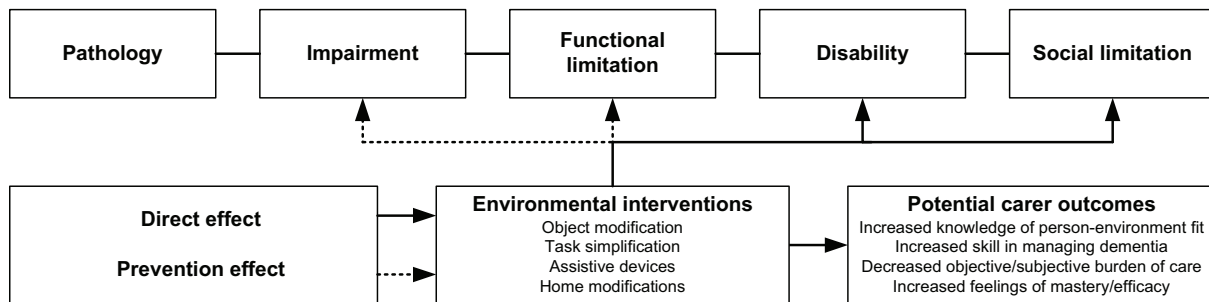 Pathology
Impairment
Functional
limitation
Disability
Social limitation
Direct effect
Prevention effect
Environmental interventions
Object modification
Task simplification
Assistive devices
Home modifications
Potential carer outcomes
Increased knowledge of person-environment fit
Increased skill in managing dementia
Decreased objective/subjective burden of care
Increased feelings of mastery/efficacy